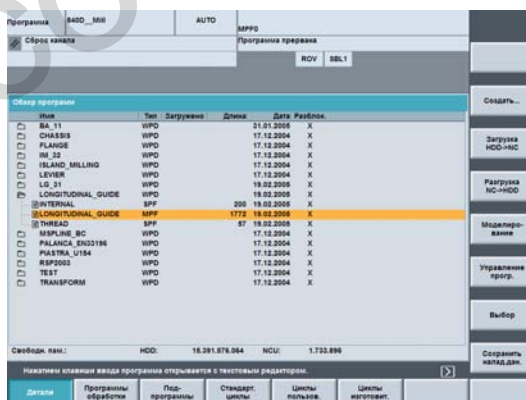 Программа 840D__Mill AUTO MPF0
Сброс канала Программа прервана
ROV SBL1
Обзор программ
Имя Тип Загружено Длина Дата Разблок.
BA_11 WPD 31.01.2005 X
CHASSIS WPD 17.12.2004 X
FLANGE WPD 17.12.2004 X
IM_32 WPD 17.12.2004 X
ISLAND_MILLING WPD 17.12.2004 X
LEVIER WPD 17.12.2004 X
LG_31 WPD 19.02.2005 X
LONGITUDINAL_GUIDE WPD 19.02.2005 X
INTERNAL SPF 200 19.02.2005 X
LONGITUDINAL_GUIDE MPF 1772 19.02.2005 X
THREAD SPF 57 19.02.2005 X
MSPLINE_BC WPD 17.12.2004 X
PALANCA_EN33196 WPD 17.12.2004 X
PIASTRA_U154 WPD 17.12.2004 X
RSP2003 WPD 17.12.2004 X
TEST WPD 17.12.2004 X
TRANSFORM WPD 17.12.2004 X
Свободн. пам.: HDD: 15.391.576.064 NCU: 1.733.896
Нажатием клавиши ввода программа открывается с текстовым редактором.
Создать...
Загрузка HDD->NC
Разгрузка NC->HDD
Моделиро-
вание
Управление
прогр.
Выбор
Сохранить
налад.дан.
Детали Программы обработки Под-программы Стандарт. циклы Циклы пользов. Циклы изготовит.